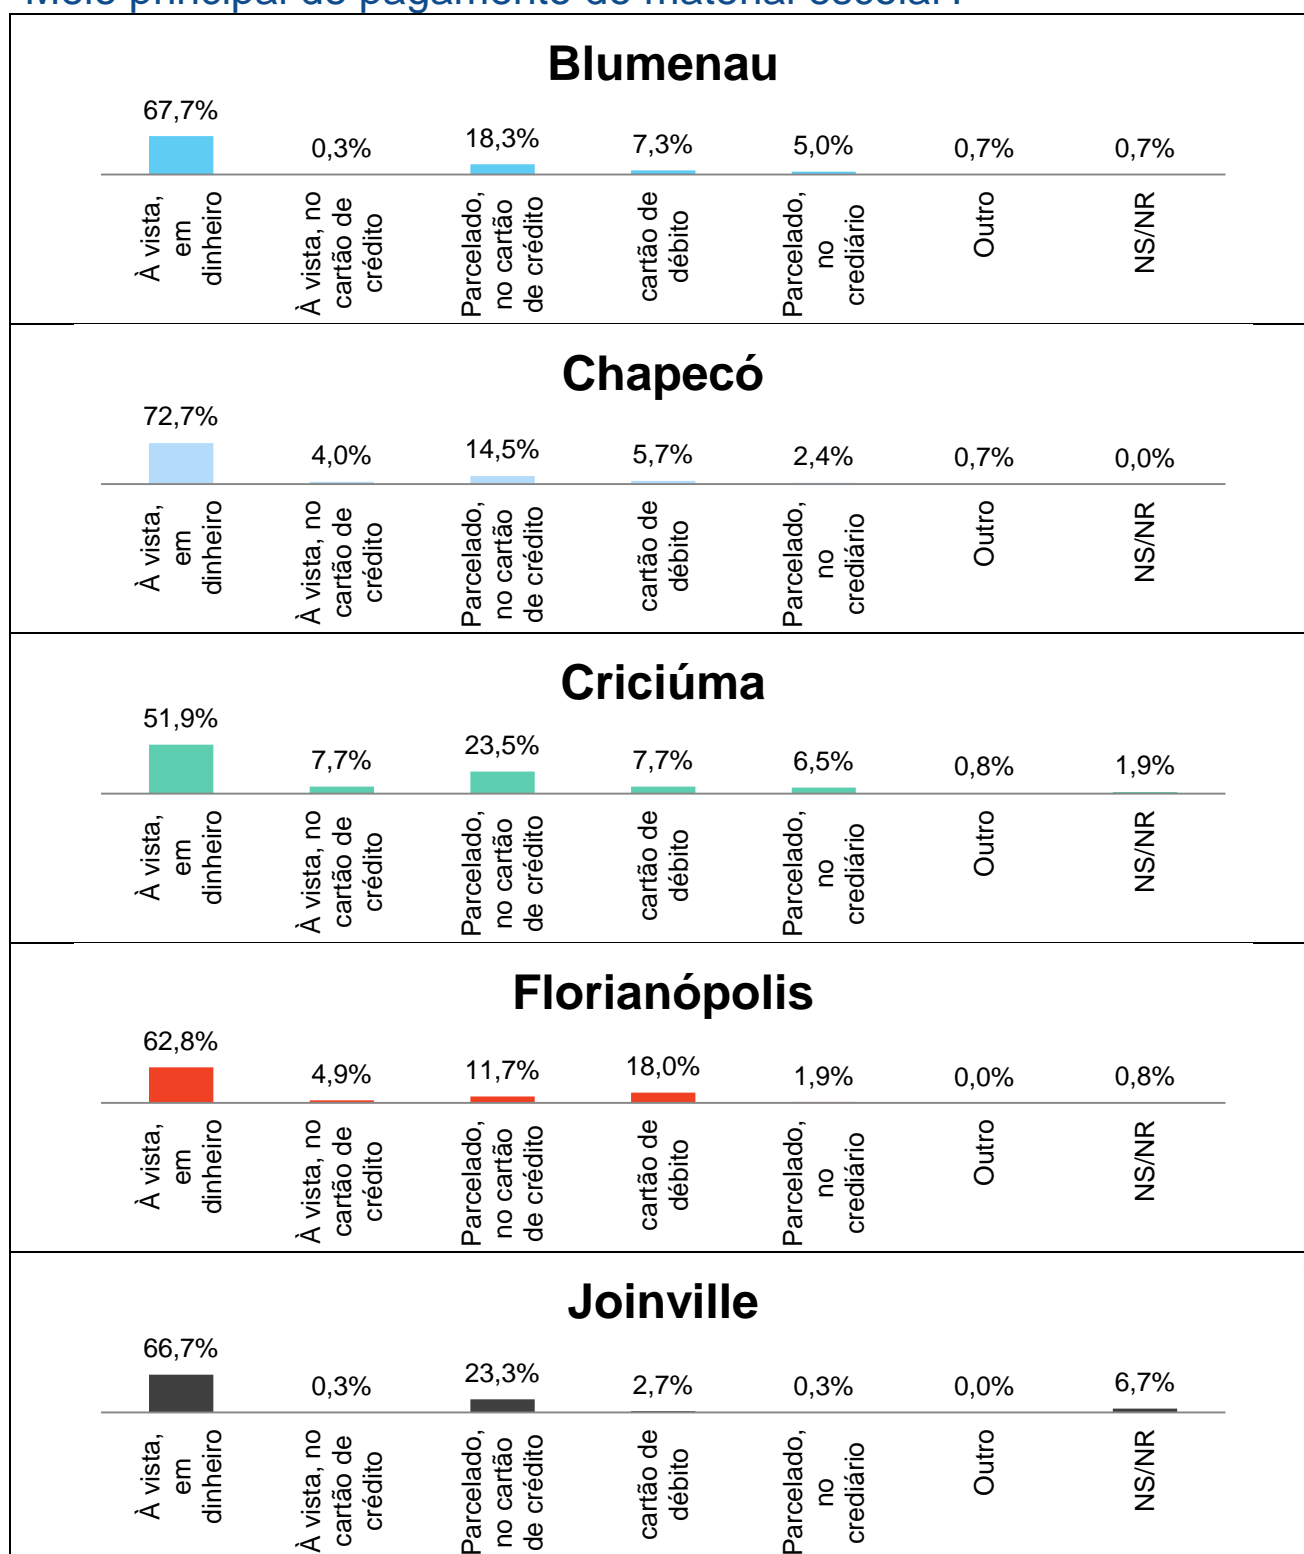 Meio principal de pagamento do material escolar?
Blumenau
67,7%
0,3%
18,3%
7,3%
5,0%
0,7%
0,7%
À vista,
em
dinheiro
À vista, no
cartão de
crédito
Parcelado,
no cartão
de crédito
cartão de
débito
Parcelado,
no
crediário
Outro
NS/NR
Chapecó
72,7%
4,0%
14,5%
5,7%
2,4%
0,7%
0,0%
À vista,
em
dinheiro
À vista, no
cartão de
crédito
Parcelado,
no cartão
de crédito
cartão de
débito
Parcelado,
no
crediário
Outro
NS/NR
Criciúma
51,9%
7,7%
23,5%
7,7%
6,5%
0,8%
1,9%
À vista,
em
dinheiro
À vista, no
cartão de
crédito
Parcelado,
no cartão
de crédito
cartão de
débito
Parcelado,
no
crediário
Outro
NS/NR
Florianópolis
62,8%
4,9%
11,7%
18,0%
1,9%
0,0%
0,8%
À vista,
em
dinheiro
À vista, no
cartão de
crédito
Parcelado,
no cartão
de crédito
cartão de
débito
Parcelado,
no
crediário
Outro
NS/NR
Joinville
66,7%
0,3%
23,3%
2,7%
0,3%
0,0%
6,7%
À vista,
em
dinheiro
À vista, no
cartão de
crédito
Parcelado,
no cartão
de crédito
cartão de
débito
Parcelado,
no
crediário
Outro
NS/NR